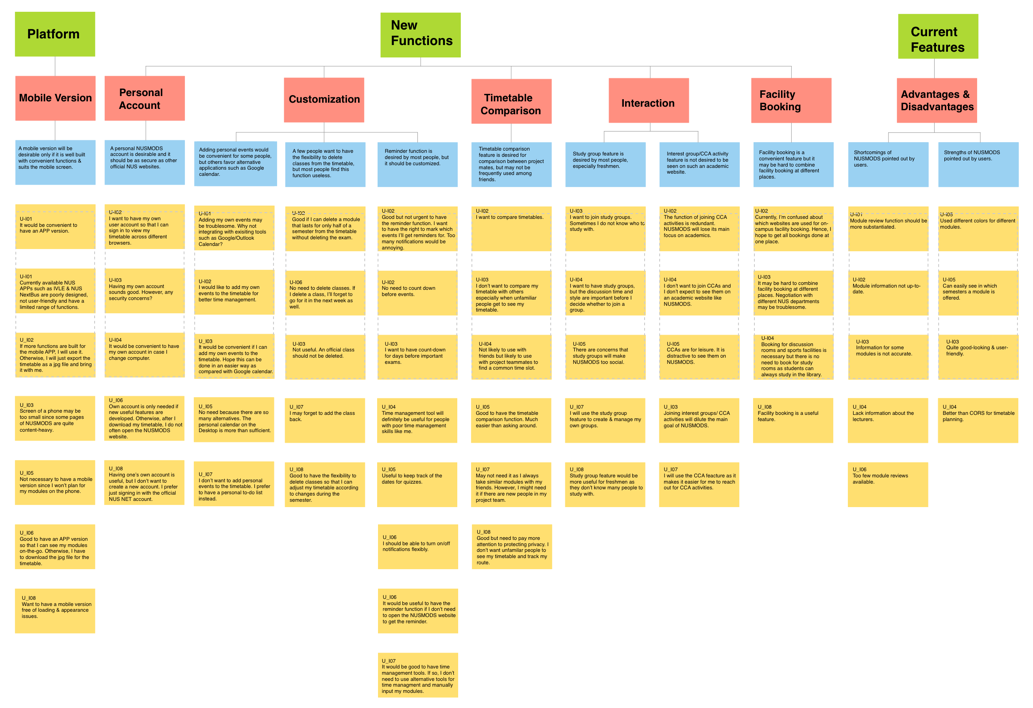 Platform
New
Functions
Current
Features
Mobile Version
Personal
Account
Customization
Timetable
Comparison
Interaction
Facility
Booking
Advantages &
Disadvantages
A mobile version will be
desirable only if it is well built
with convenient functions &
suits the mobile screen.
A personal NUSMODS
account is desirable and it
should be as secure as other
official NUS websites.
Adding personal events would
be convenient for some people,
but others favor alternative
applications such as Google
calendar.
A few people want to have
the flexibility to delete
classes from the timetable,
but most people find this
function useless.
Reminder function is
desired by most people, but
it should be customized.
Timetable comparison
feature is desired for
comparison between project
mates, but may not be
frequently used among
friends.
Study group feature is
desired by most people,
especially freshmen.
Interest group/CCA activity
feature is not desired to be
seen on such an academic
website.
Facility booking is a
convenient feature but it
may be hard to combine
facility booking at different
places.
Shortcomings of
NUSMODS pointed out by
users.
Strengths of NUSMODS
pointed out by users.
U-I01
It would be convenient to
have an APP version.
U-I02
I want to have my own
user account so that I can
sign in to view my
timetable across different
browsers.
U-I01
Adding my own events may
be troublesome. Why not
integrating with existing tools
such as Google/Outlook
Calendar?
U-I02
Good if I can delete a module
that lasts for only half of a
semester from the timetable
without deleting the exam.
U-I02
Good but not urgent to have
the reminder function. I want
to have the right to mark which
events I'll get reminders for. Too
many notifications would be
annoying.
U-I02
I want to compare timetables.
U-I03
I want to join study groups.
Sometimes I do not know who to
study with.
U-I02
The function of joining CCA
activities is redundant.
NUSMODS will lose its main
focus on academics.
U-I02
Currently, I'm confused about
which websites are used for on-
campus facility booking. Hence, I
hope to get all bookings done at
one place.
U-I01
Module review function should be
more substantiated.
U-I03
Used different colors for different
modules.
U-I01
Currently available NUS
APPs such as IVLE & NUS
NextBus are poorly designed,
not user-friendly and have a
limited range of functions.
U-I03
Having my own account
sounds good. However, any
security concerns?
U-I02
I would like to add my own
events to the timetable for
better time management.
U-I06
No need to delete classes. If
I delete a class, I'll forget to
go for it in the next week as
well.
U-I02
No need to count down
before events.
U-I03
I don't want to compare my
timetable with others
especially when unfamiliar
people get to see my
timetable.
U-I04
I want to have study groups,
but the discussion time and
style are important before I
decide whether to join a
group.
U-I04
I don't want to join CCAs and
I don't expect to see them on
an academic website like
NUSMODS.
U-I03
It may be hard to combine
facility booking at different
places. Negotiation with
different NUS departments
may be troublesome.
U-I02
Module information not up-to-
date.
U-I05
Can easily see in which
semesters a module is
offered.
U_I02
If more functions are built for
the mobile APP, I will use it.
Otherwise, I will just export the
timetable as a jpg file and bring
it with me.
U-I04
It would be convenient to have
my own account in case I
change computer.
U_I03
It would be convenient if I can
add my own events to the
timetable. Hope this can be
done in an easier way as
compared with Google calendar.
U-I03
Not useful. An official class
should not be deleted.
U-I03
I want to have count-down
for days before important
exams.
U-I04
Not likely to use with
friends but likely to use
with project teammates to
find a common time slot.
U-I05
There are concerns that
study groups will make
NUSMODS too social.
U-I05
CCAs are for leisure. It is
distractive to see them on
NUSMODS.
U-I04
Booking for discussion
rooms and sports facilities is
necessary but there is no
need to book for study
rooms as students can
always study in the library.
U-I03
Information for some
modules is not accurate.
U-I03
Quite good-looking & user-
friendly.
U_I03
Screen of a phone may be
too small since some pages
of NUSMODS are quite
content-heavy.
U_I06
Own account is only needed if
new useful features are
developed. Otherwise, after I
download my timetable, I do not
often open the NUSMODS
website.
U_I05
No need because there are so
many alternatives. The
personal calendar on the
Desktop is more than sufficient.
U_I07
I may forget to add the class
back.
U_I04
Time management tool will
definitely be useful for people
with poor time management
skills like me.
U_I05
Good to have the timetable
comparison function. Much
easier than asking around.
U_I07
I will use the study group
feature to create & manage my
own groups.
U_I03
Joining interest groups/ CCA
activities will dilute the main
goal of NUSMODS.
U_I08
Facility booking is a useful
feature.
U_I04
Lack information about the
lecturers.
U_I04
Better than CORS for timetable
planning.
U_I05
Not necessary to have a mobile
version since I won't plan for
my modules on the phone.
U_I08
Having one's own account is
useful, but I don't want to
create a new account. I prefer
just signing in with the official
NUS NET account.
U_I07
I don't want to add personal
events to the timetable. I prefer
to have a personal to-do list
instead.
U_I08
Good to have the flexibility to
delete classes so that I can
adjust my timetable according
to changes during the
semester.
U_I05
Useful to keep track of the
dates for quizzes.
U_I07
May not need it as I always
take similar modules with my
friends. However, I might need
it if there are new people in my
project team.
U_I08
Study group feature would be
more useful for freshmen as
they don't know many people to
study with.
U_I07
I will use the CCA feacture as it
makes it easier for me to reach
out for CCA activities.
U_I06
Too few module reviews
available.
U_I06
Good to have an APP version
so that I can see my modules
on-the-go. Otherwise, I have
to download the jpg file for the
timetable.
U_I06
I should be able to turn on/off
notifications flexibly.
U_I08
Good but need to pay more
attention to protecting privacy. I
don't want unfamilar people to
see my timetable and track my
route.
U_I08
Want to have a mobile version
free of loading & appearance
issues.
U_I08
It would be useful to have the
reminder function if I don't need
to open the NUSMODS website
to get the reminder.
U_I07
It would be good to have time
management tools. If so, I don't
need to use alternative tools for
time managment and manually
input my modules.